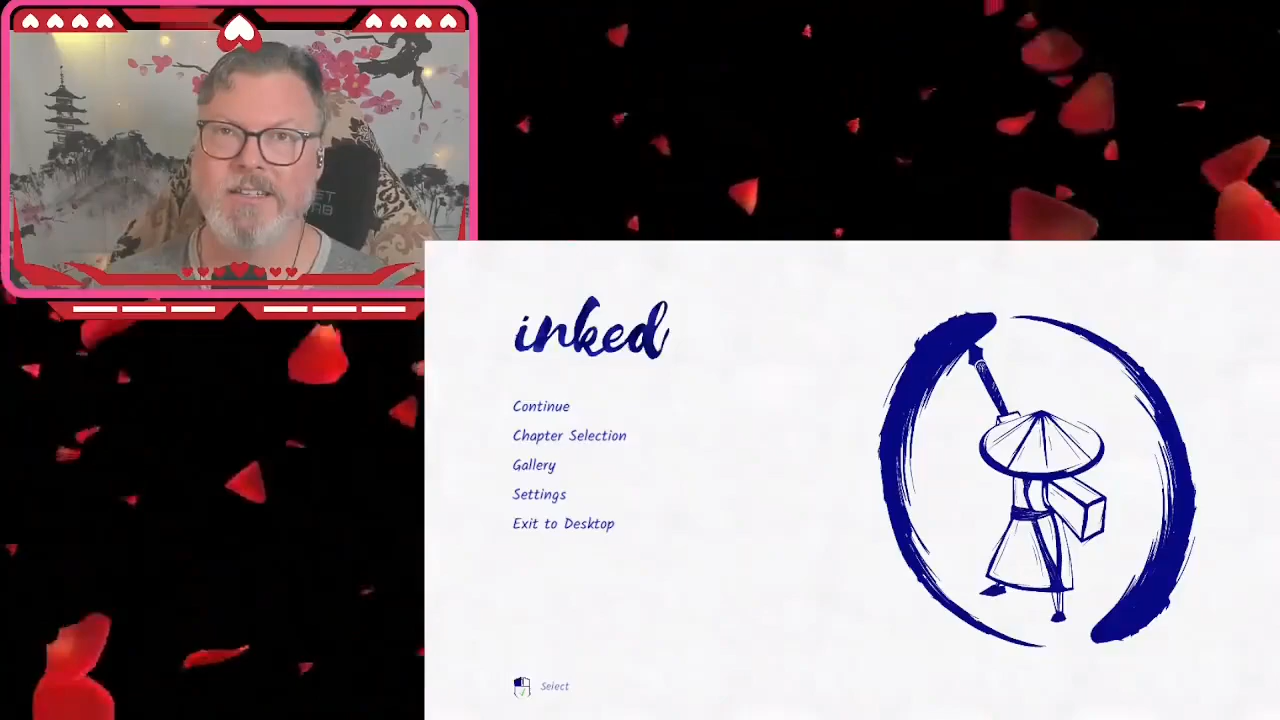 inked
Continue
Chapter Selection
Gallery
Settings
Exit to Desktop
Select